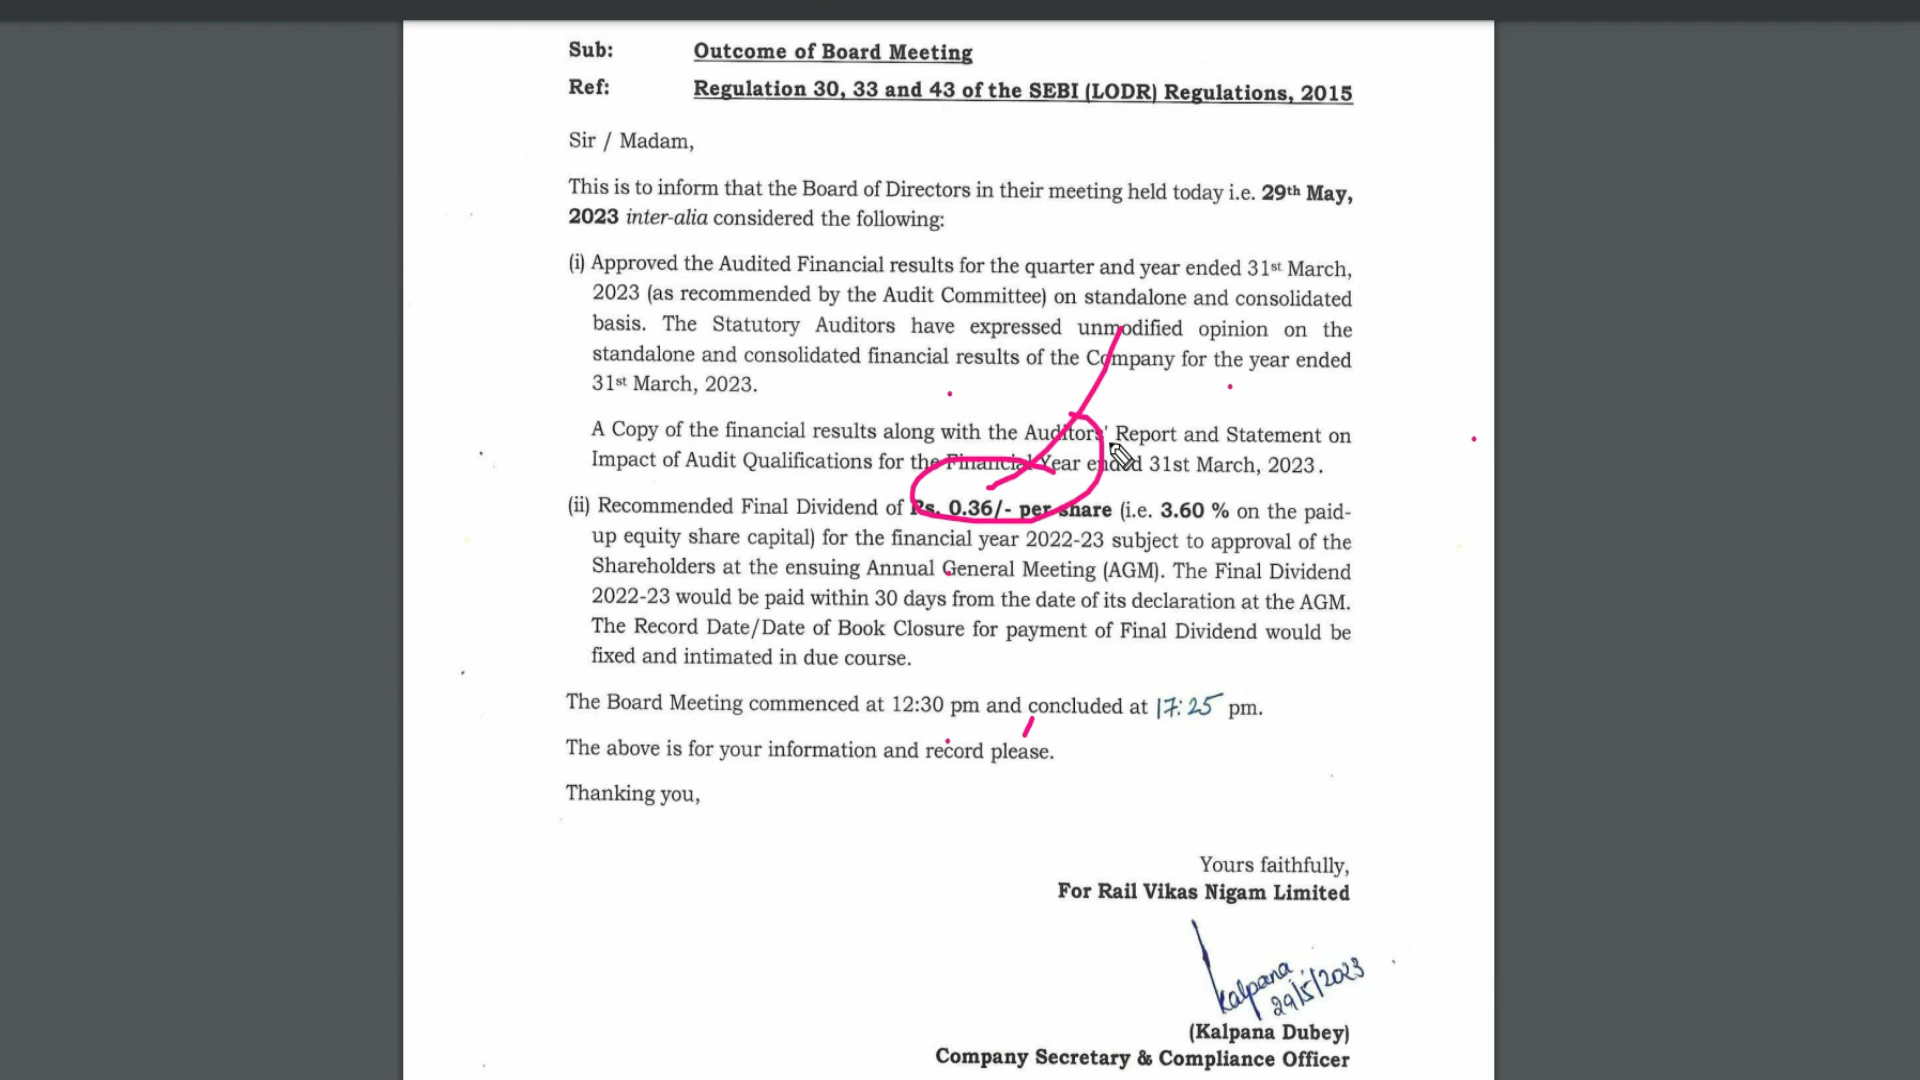 Sub: Outcome of Board Meeting
Ref: Regulation 30, 33 and 43 of the SEBI (LODR) Regulations, 2015
Sir / Madam,
This is to inform that the Board of Directors in their meeting held today i.e. 29th May,
2023 inter-alia considered the following:
(i) Approved the Audited Financial results for the quarter and year ended 31st March,
2023 (as recommended by the Audit Committee) on standalone and consolidated
basis. The Statutory Auditors have expressed unmodified opinion on the
standalone and consolidated financial results of the Company for the year ended
31st March, 2023.
A Copy of the financial results along with the Auditors' Report and Statement on
Impact of Audit Qualifications for the Financial Year ended 31st March, 2023.
(ii) Recommended Final Dividend of Rs. 0.36/- per share (i.e. 3.60 % on the paid-
up equity share capital) for the financial year 2022-23 subject to approval of the
Shareholders at the ensuing Annual General Meeting (AGM). The Final Dividend
2022-23 would be paid within 30 days from the date of its declaration at the AGM.
The Record Date/Date of Book Closure for payment of Final Dividend would be
fixed and intimated in due course.
The Board Meeting commenced at 12:30 pm and concluded at 17:25 pm.
The above is for your information and record please.
Thanking you,
Yours faithfully,
For Rail Vikas Nigam Limited
Kalpana
29/5/2023
(Kalpana Dubey)
Company Secretary & Compliance Officer